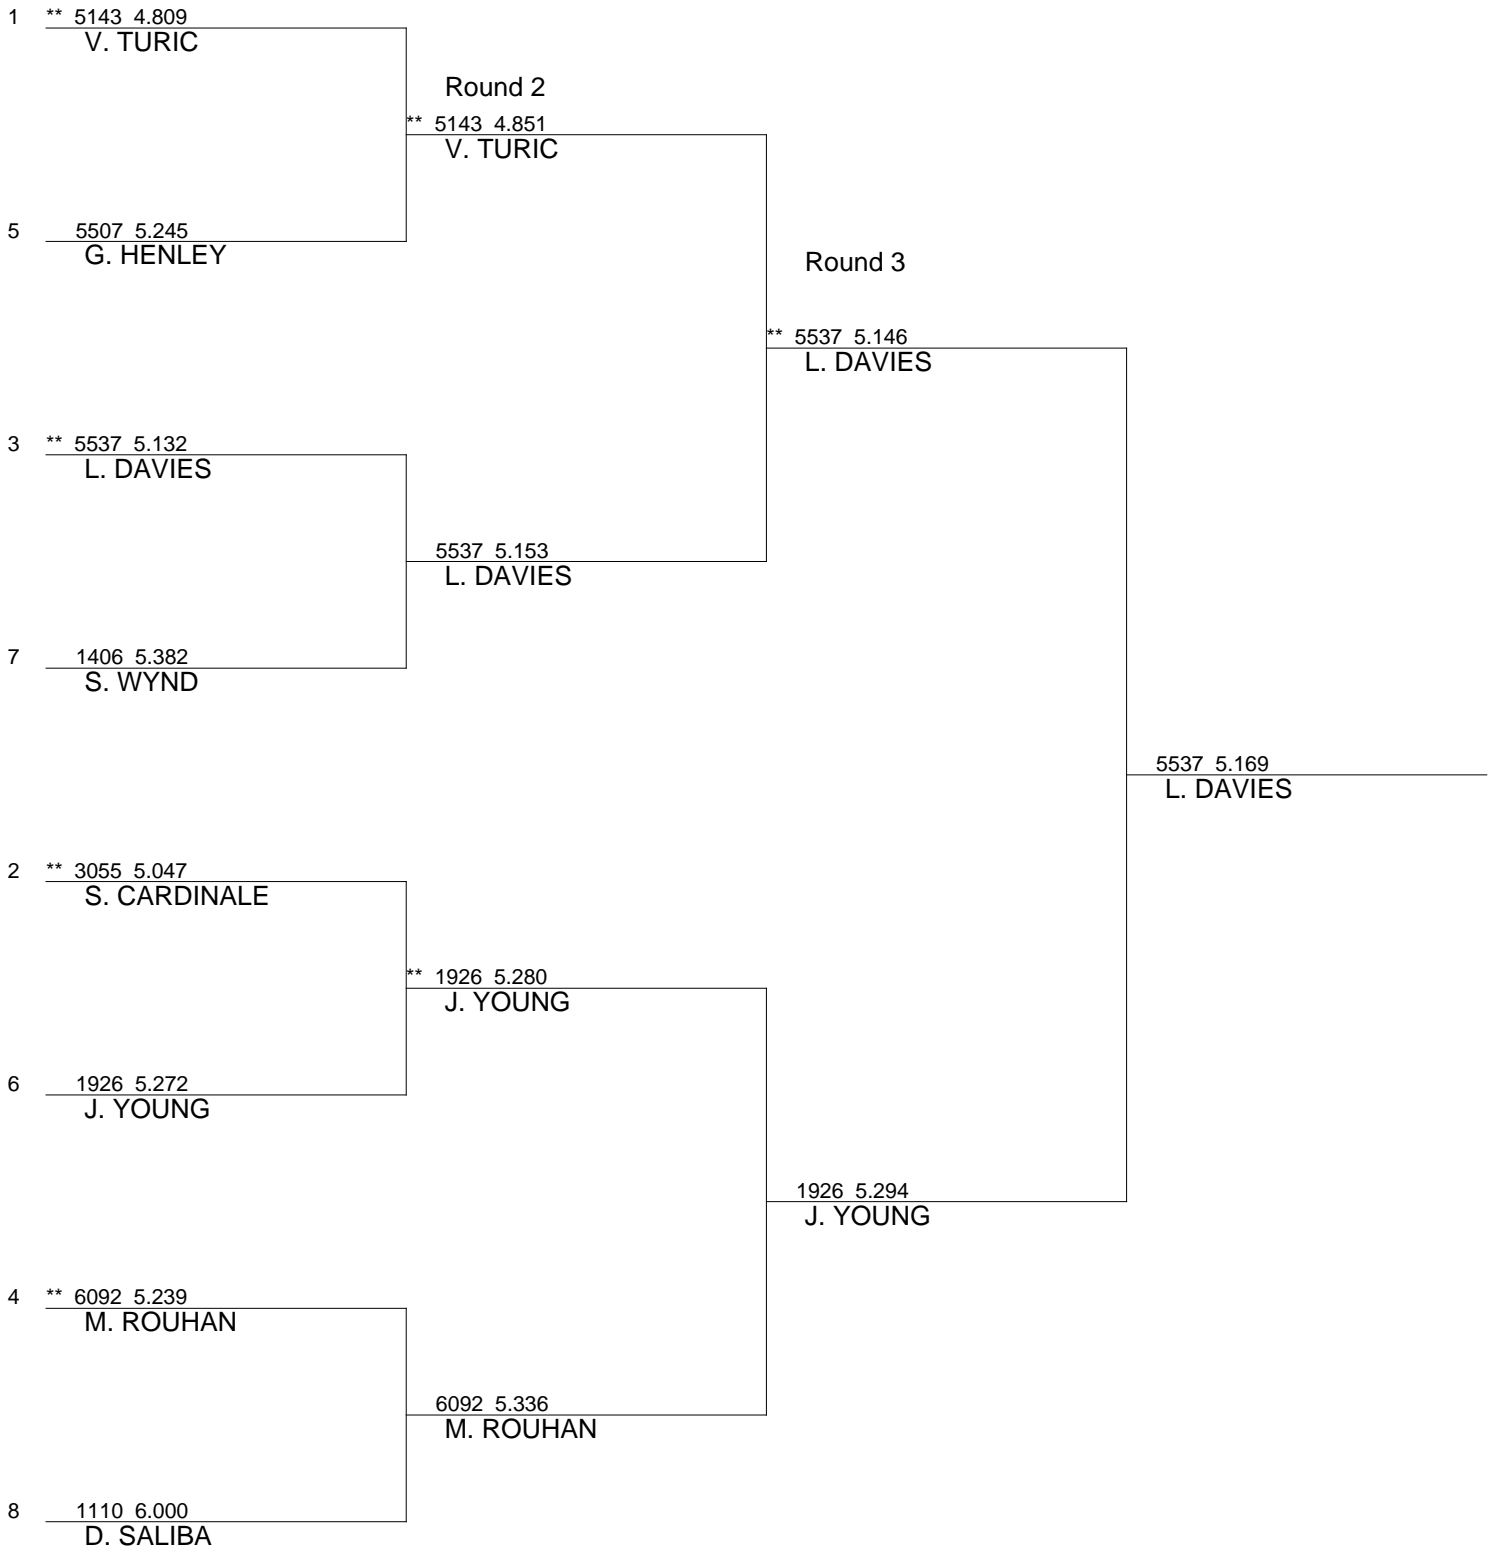 1 ** 5143 4.809
V. TURIC
Round 2
** 5143 4.851
V. TURIC
5 5507 5.245
G. HENLEY
Round 3
** 5537 5.146
L. DAVIES
3 ** 5537 5.132
L. DAVIES
5537 5.153
L. DAVIES
7 1406 5.382
S. WYND
5537 5.169
L. DAVIES
2 ** 3055 5.047
S. CARDINALE
** 1926 5.280
J. YOUNG
6 1926 5.272
J. YOUNG
1926 5.294
J. YOUNG
4 ** 6092 5.239
M. ROUHAN
6092 5.336
M. ROUHAN
8 1110 6.000
D. SALIBA